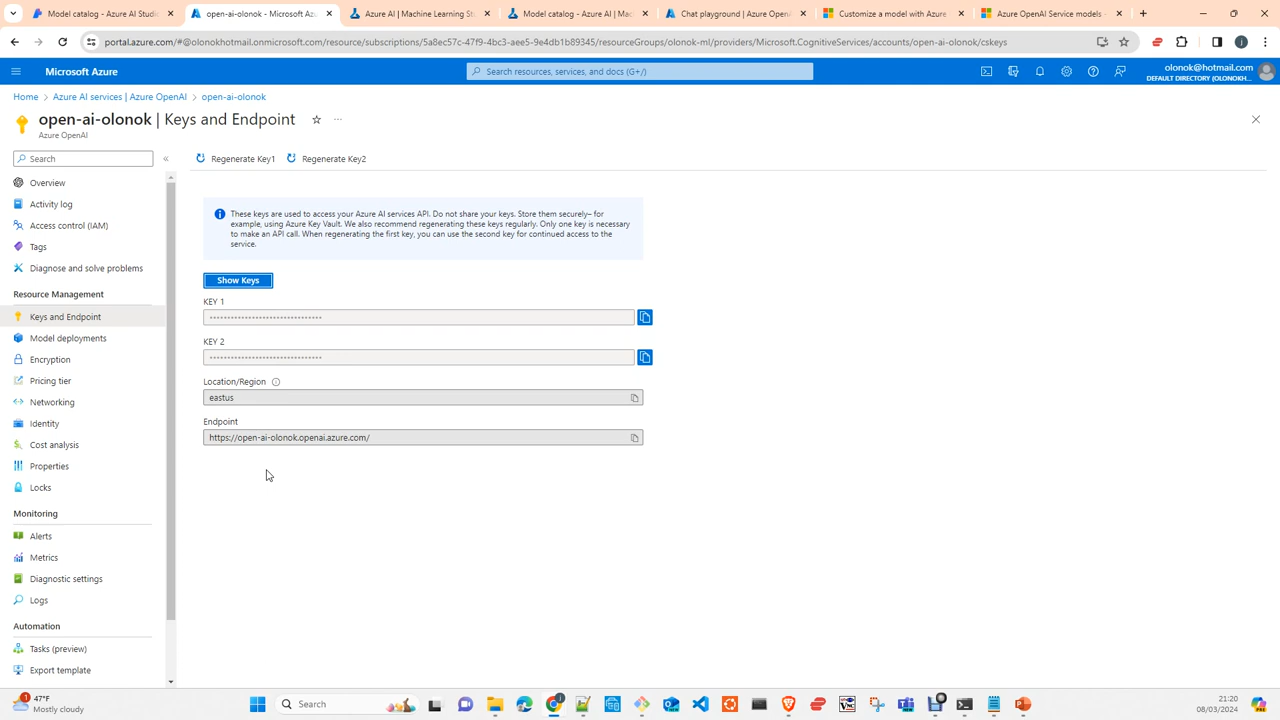 Model catalog - Azure AI Studio
open-ai-olonok - Microsoft Az
Azure AI | Machine Learning St
Model catalog - Azure AI | Mac
Chat playground | Azure OpenA
Customize a model with Azure
Azure OpenAI Service models -
portal.azure.com/#@olonokhotmail.onmicrosoft.com/resource/subscriptions/5a8ec57c-47f9-4bc3-aee5-9e4db1b89345/resourceGroups/olonok-ml/providers/Microsoft.CognitiveServices/accounts/open-ai-olonok/cskeys
Microsoft Azure
Search resources, services, and docs (G+/)
olonok@hotmail.com
DEFAULT DIRECTORY (OLONOKH...
Home > Azure AI services | Azure OpenAI > open-ai-olonok
open-ai-olonok | Keys and Endpoint
Azure OpenAI
Search
Overview
Activity log
Access control (IAM)
Tags
Diagnose and solve problems
Resource Management
Keys and Endpoint
Model deployments
Encryption
Pricing tier
Networking
Identity
Cost analysis
Properties
Locks
Monitoring
Alerts
Metrics
Diagnostic settings
Logs
Automation
Tasks (preview)
Export template
Regenerate Key1 Regenerate Key2
These keys are used to access your Azure AI services API. Do not share your keys. Store them securely– for
example, using Azure Key Vault. We also recommend regenerating these keys regularly. Only one key is necessary
to make an API call. When regenerating the first key, you can use the second key for continued access to the
service.
Show Keys
KEY 1
••••••••••••••••••••••••••••••••
KEY 2
••••••••••••••••••••••••••••••••
Location/Region
eastus
Endpoint
https://open-ai-olonok.openai.azure.com/
47°F
Mostly cloudy
Search
21:20
08/03/2024